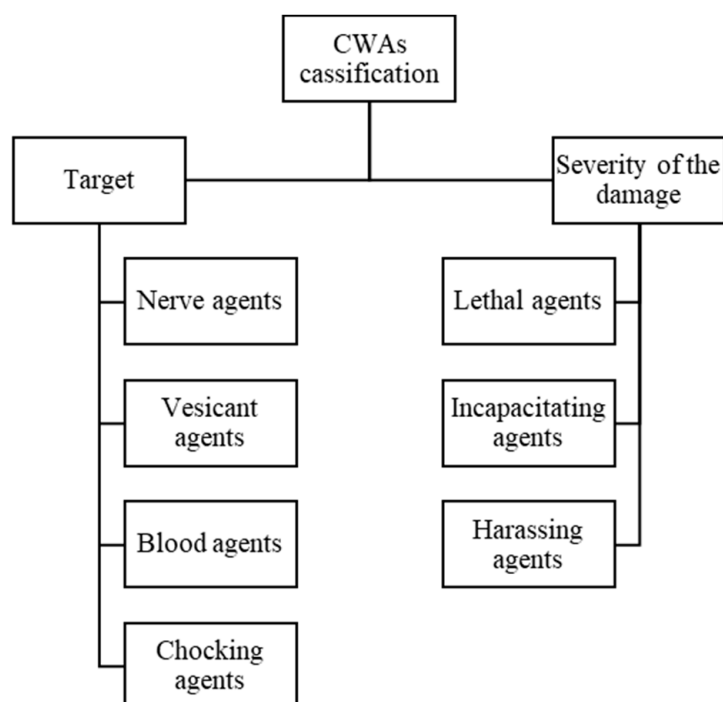 CWAs
cassification
Target
Severity of the
damage
Nerve agents
Lethal agents
Vesicant
agents
Incapacitating
agents
Blood agents
Harassing
agents
Chocking
agents